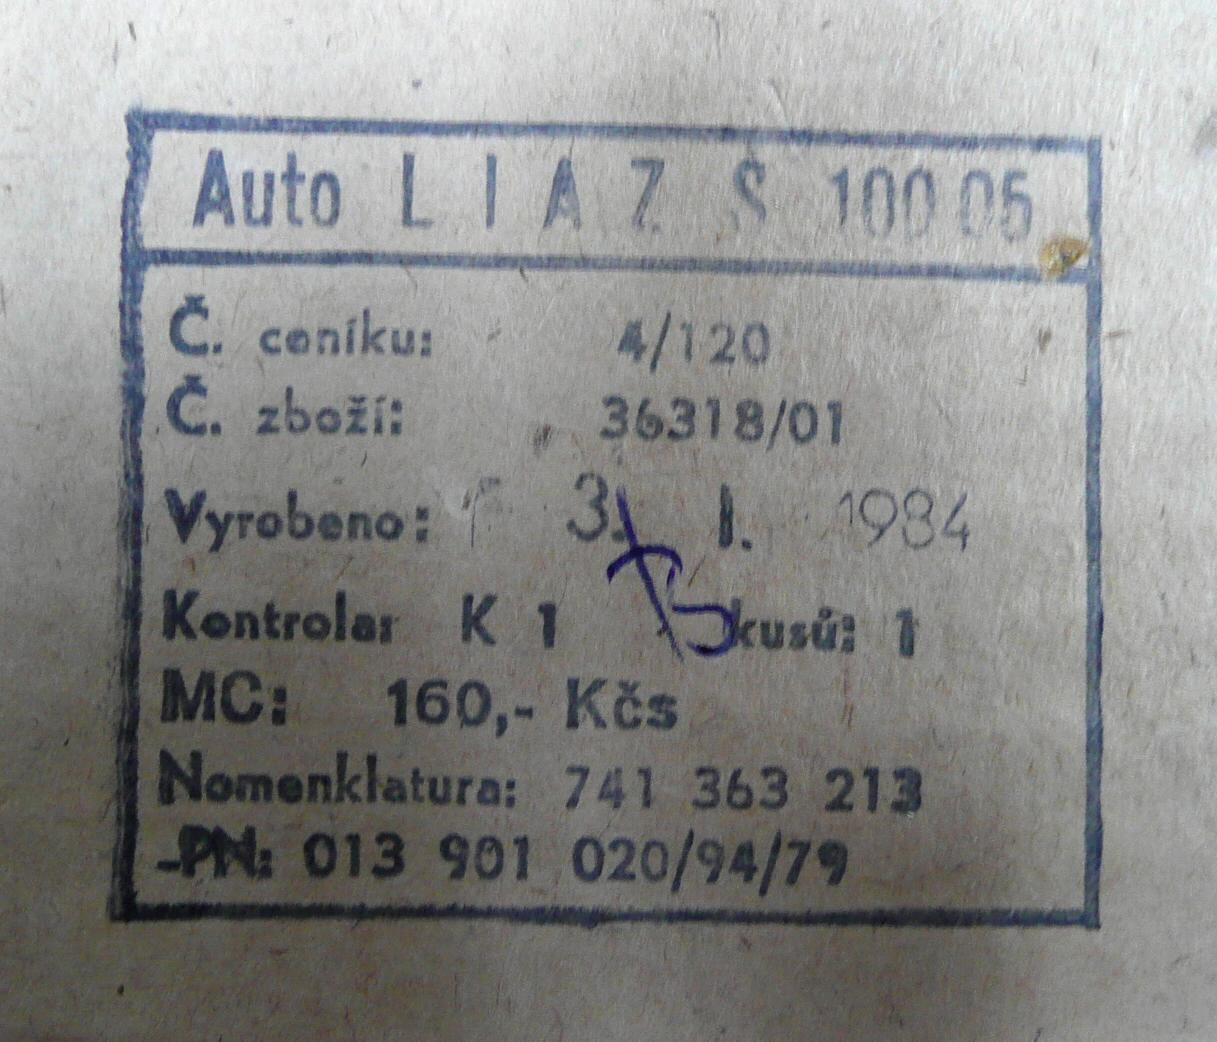 Auto L I A Z S 100 05
Č. ceníku: 4/120
Č. zboží: 36318/01
Vyrobeno: 3. I. 1984
Kontrola: K 1 kusů: 1
MC: 160,- Kčs
Nomenklatura: 741 363 213
-PN: 013 901 020/94/79